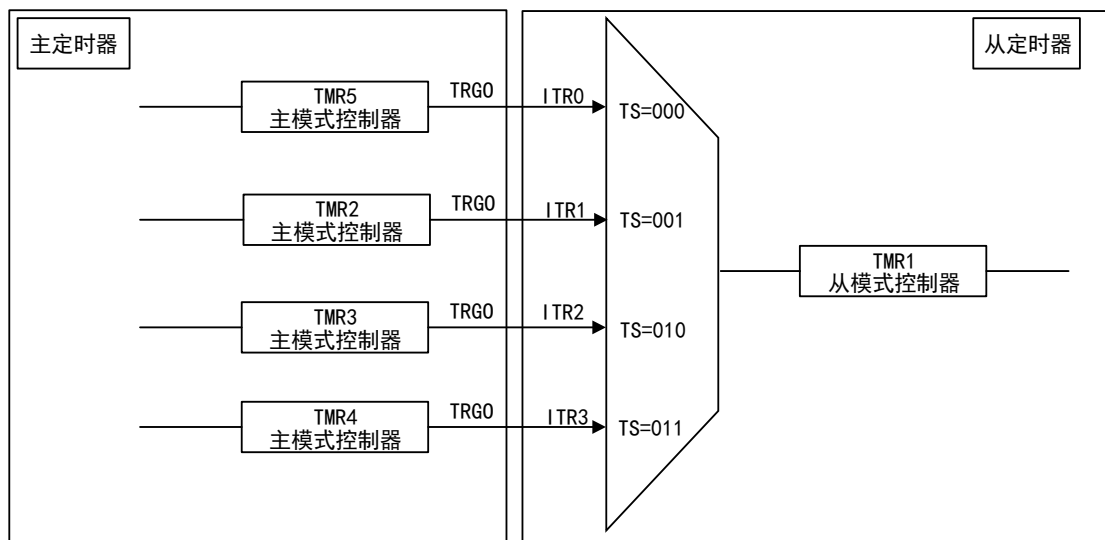 主定时器
从定时器
TMR5
主模式控制器
TRGO
ITR0
TS=000
TMR2
主模式控制器
TRGO
ITR1
TS=001
TMR1
从模式控制器
TMR3
主模式控制器
TRGO
ITR2
TS=010
TMR4
主模式控制器
TRGO
ITR3
TS=011